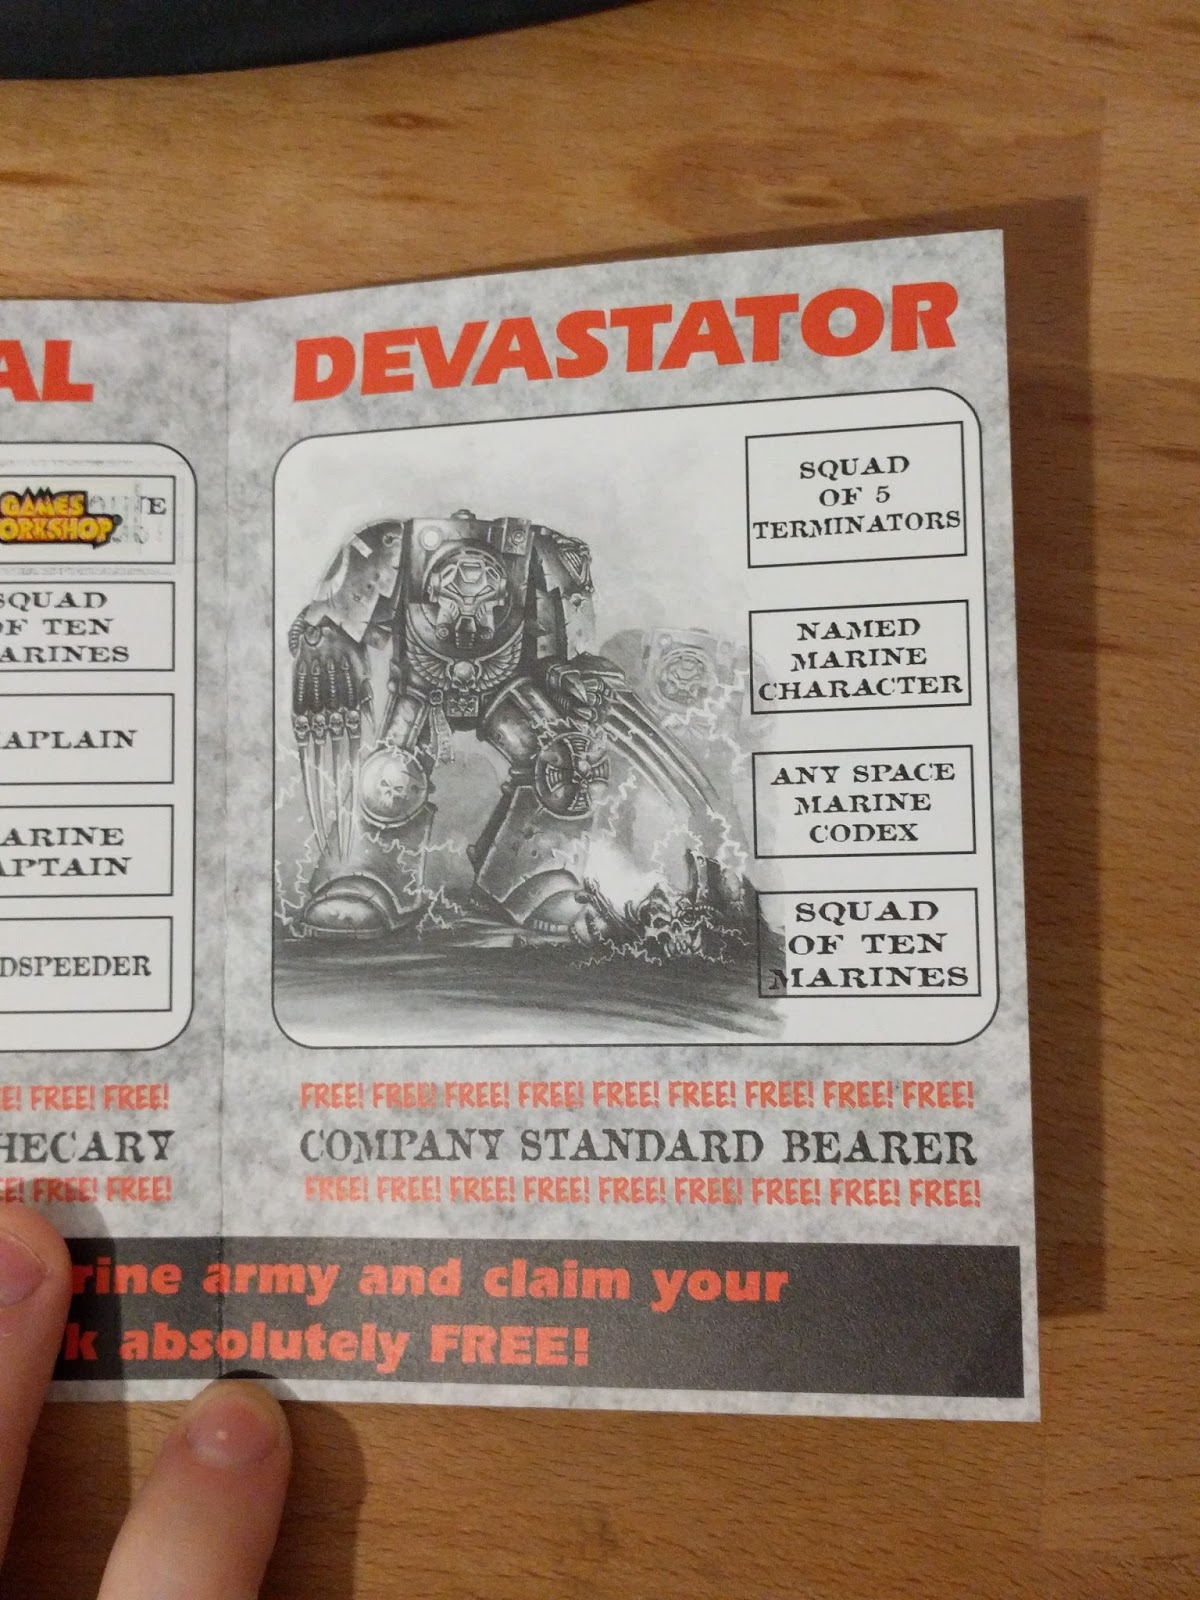 AL
GAMES
ORKSHOP
TE
SQUAD
OF TEN
ARINES
APLAIN
ARINE
APTAIN
DSPEEDER
E! FREE! FREE!
HECARY
E! FREE! FREE!
DEVASTATOR
SQUAD
OF 5
TERMINATORS
NAMED
MARINE
CHARACTER
ANY SPACE
MARINE
CODEX
SQUAD
OF TEN
MARINES
FREE! FREE! FREE! FREE! FREE! FREE! FREE! FREE! FREE!
COMPANY STANDARD BEARER
FREE! FREE! FREE! FREE! FREE! FREE! FREE! FREE! FREE!
rine army and claim your
k absolutely FREE!